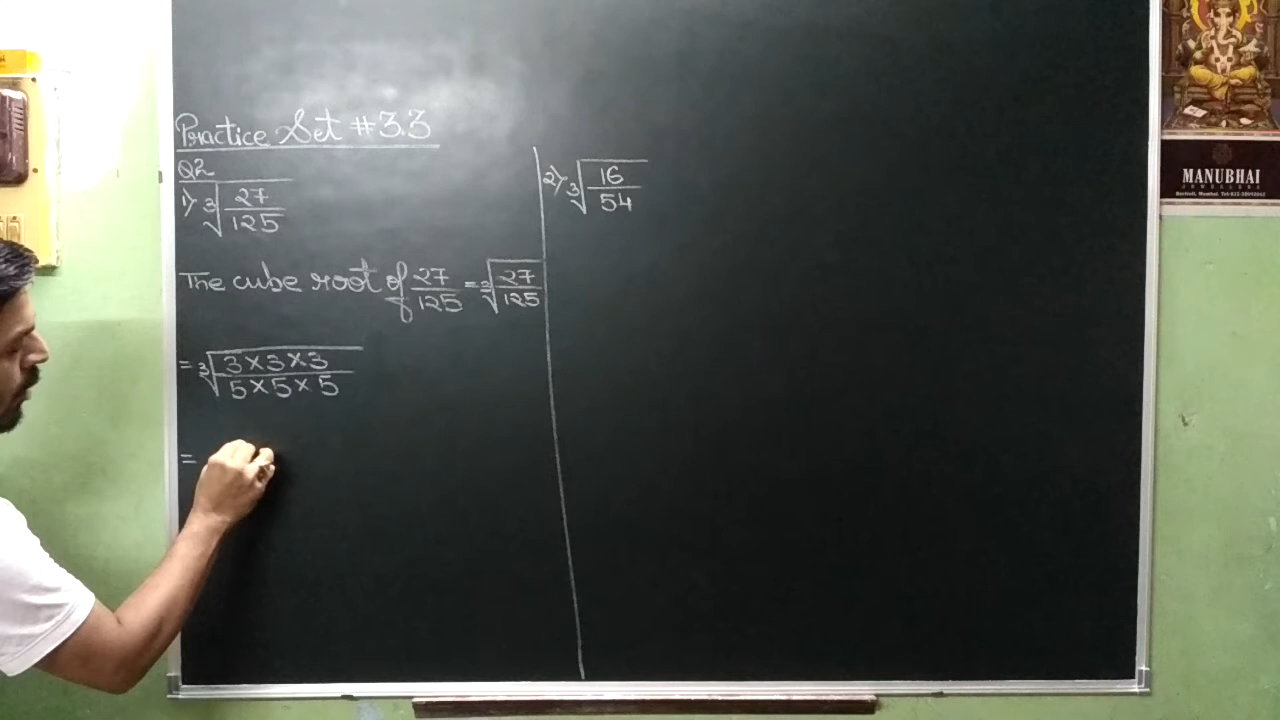 Practice Set #3.3
Q2
1) ∛(27/125)
The cube root of 27/125 = ∛(27/125)
= ∛(3×3×3/5×5×5)
=
2) ∛(16/54)
MANUBHAI
JEWELLERS